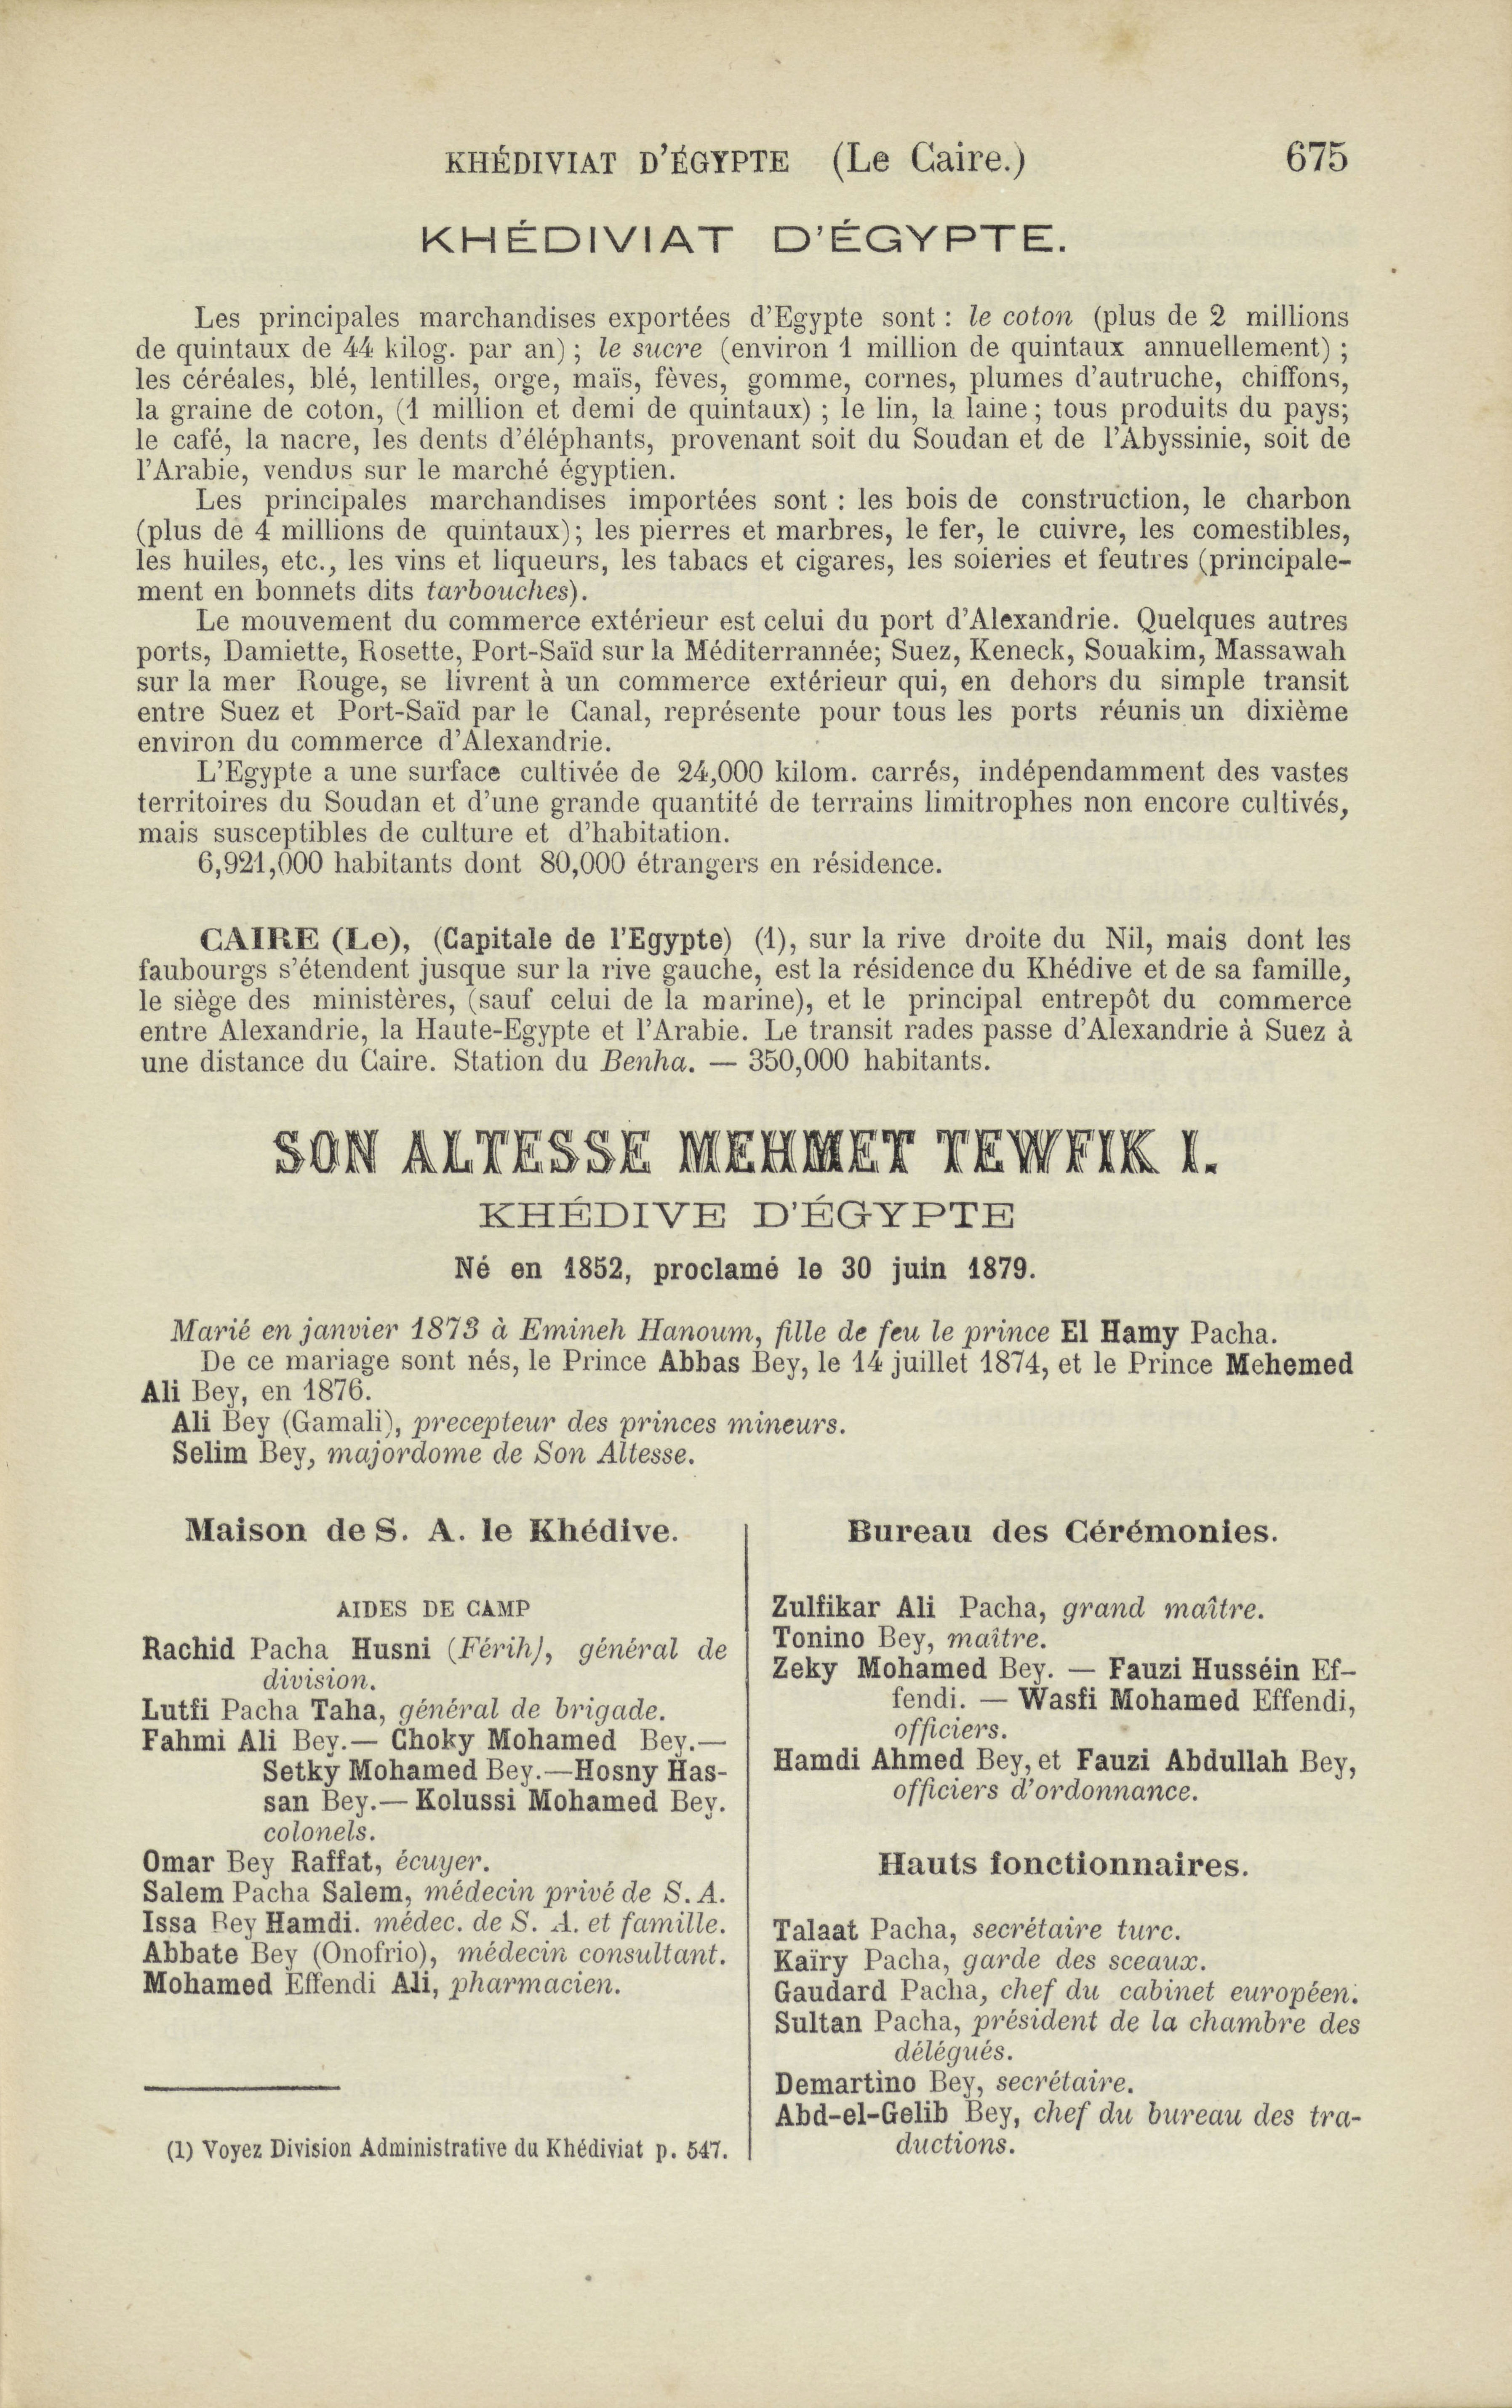 KHÉDIVIAT D'ÉGYPTE (Le Caire.) 675
KHÉDIVIAT D'ÉGYPTE.
Les principales marchandises exportées d'Egypte sont : le coton (plus de 2 millions
de quintaux de 44 kilog. par an) ; le sucre (environ 1 million de quintaux annuellement) ;
les céréales, blé, lentilles, orge, maïs, fèves, gomme, cornes, plumes d'autruche, chiffons,
la graine de coton, (1 million et demi de quintaux) ; le lin, la laine ; tous produits du pays;
le café, la nacre, les dents d'éléphants, provenant soit du Soudan et de l'Abyssinie, soit de
l'Arabie, vendus sur le marché égyptien.
Les principales marchandises importées sont : les bois de construction, le charbon
(plus de 4 millions de quintaux); les pierres et marbres, le fer, le cuivre, les comestibles,
les huiles, etc., les vins et liqueurs, les tabacs et cigares, les soieries et feutres (principale-
ment en bonnets dits tarbouches).
Le mouvement du commerce extérieur est celui du port d'Alexandrie. Quelques autres
ports, Damiette, Rosette, Port-Saïd sur la Méditerrannée; Suez, Keneck, Souakim, Massawah
sur la mer Rouge, se livrent à un commerce extérieur qui, en dehors du simple transit
entre Suez et Port-Saïd par le Canal, représente pour tous les ports réunis un dixième
environ du commerce d'Alexandrie.
L'Egypte a une surface cultivée de 24,000 kilom. carrés, indépendamment des vastes
territoires du Soudan et d'une grande quantité de terrains limitrophes non encore cultivés,
mais susceptibles de culture et d'habitation.
6,921,000 habitants dont 80,000 étrangers en résidence.
CAIRE (Le), (Capitale de l'Egypte) (1), sur la rive droite du Nil, mais dont les
faubourgs s'étendent jusque sur la rive gauche, est la résidence du Khédive et de sa famille,
le siège des ministères, (sauf celui de la marine), et le principal entrepôt du commerce
entre Alexandrie, la Haute-Egypte et l'Arabie. Le transit rades passe d'Alexandrie à Suez à
une distance du Caire. Station du Benha. — 350,000 habitants.
SON ALTESSE MEHMET TEWFIK I.
KHÉDIVE D'ÉGYPTE
Né en 1852, proclamé le 30 juin 1879.
Marié en janvier 1873 à Emineh Hanoum, fille de feu le prince El Hamy Pacha.
De ce mariage sont nés, le Prince Abbas Bey, le 14 juillet 1874, et le Prince Mehemed
Ali Bey, en 1876.
Ali Bey (Gamali), precepteur des princes mineurs.
Selim Bey, majordome de Son Altesse.
Maison de S. A. le Khédive.
AIDES DE CAMP
Rachid Pacha Husni (Férih), général de
division.
Lutfi Pacha Taha, général de brigade.
Fahmi Ali Bey.— Choky Mohamed Bey.—
Setky Mohamed Bey.—Hosny Has-
san Bey.— Kolussi Mohamed Bey.
colonels.
Omar Bey Raffat, écuyer.
Salem Pacha Salem, médecin privé de S. A.
Issa Bey Hamdi. médec. de S. A. et famille.
Abbate Bey (Onofrio), médecin consultant.
Mohamed Effendi Ali, pharmacien.
(1) Voyez Division Administrative du Khédiviat p. 547.
Bureau des Cérémonies.
Zulfikar Ali Pacha, grand maître.
Tonino Bey, maître.
Zeky Mohamed Bey. — Fauzi Husséin Ef-
fendi. — Wasfi Mohamed Effendi,
officiers.
Hamdi Ahmed Bey, et Fauzi Abdullah Bey,
officiers d'ordonnance.
Hauts fonctionnaires.
Talaat Pacha, secrétaire turc.
Kaïry Pacha, garde des sceaux.
Gaudard Pacha, chef du cabinet européen.
Sultan Pacha, président de la chambre des
délégués.
Demartino Bey, secrétaire.
Abd-el-Gelib Bey, chef du bureau des tra-
ductions.